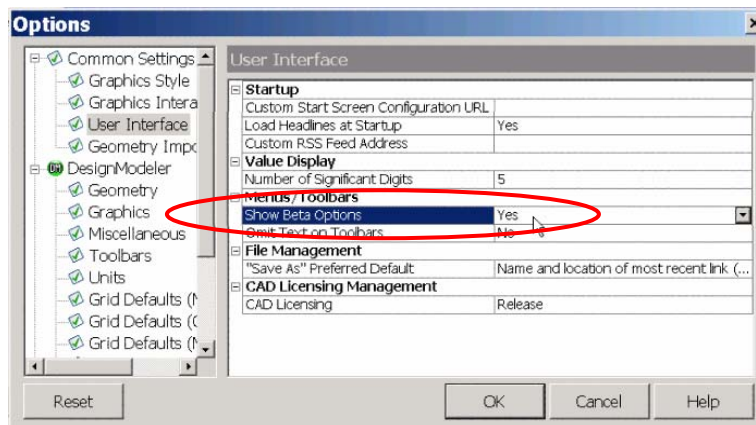 Options
Common Settings
Graphics Style
Graphics Intera
User Interface
Geometry Impo
DesignModeler
Geometry
Graphics
Miscellaneous
Toolbars
Units
Grid Defaults (
Grid Defaults (
Grid Defaults (
User Interface
Startup
Custom Start Screen Configuration URL
Load Headlines at Startup Yes
Custom RSS Feed Address
Value Display
Number of Significant Digits 5
Menus/Toolbars
Show Beta Options Yes
Omit Text on Toolbars No
File Management
"Save As" Preferred Default Name and location of most recent link (...
CAD Licensing Management
CAD Licensing Release
Reset OK Cancel Help